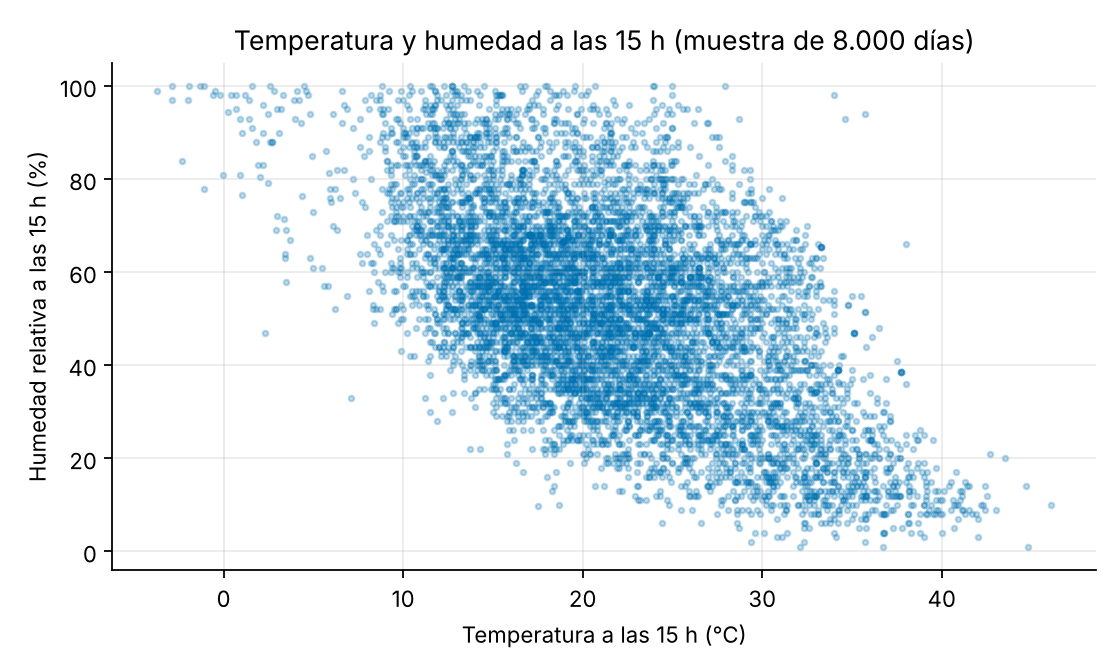 Temperatura y humedad a las 15 h (muestra de 8.000 días)
Humedad relativa a las 15 h (%)
100
80
60
40
20
0
0 10 20 30 40
Temperatura a las 15 h (°C)